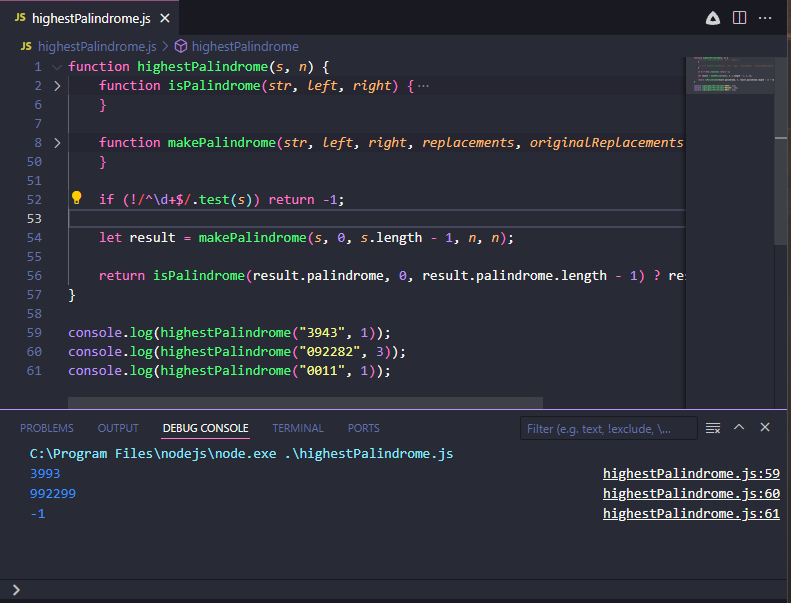 JS highestPalindrome.js
JS highestPalindrome.js > highestPalindrome
1 function highestPalindrome(s, n) {
2 function isPalindrome(str, left, right) { ···
6 }
7
8 function makePalindrome(str, left, right, replacements, originalReplacements
50 }
51
52 if (!/^\d+$/.test(s)) return -1;
53
54 let result = makePalindrome(s, 0, s.length - 1, n, n);
55
56 return isPalindrome(result.palindrome, 0, result.palindrome.length - 1) ? res
57 }
58
59 console.log(highestPalindrome("3943", 1));
60 console.log(highestPalindrome("092282", 3));
61 console.log(highestPalindrome("0011", 1));
PROBLEMS OUTPUT DEBUG CONSOLE TERMINAL PORTS Filter (e.g. text, !exclude, \...
C:\Program Files\nodejs\node.exe .\highestPalindrome.js
3993 highestPalindrome.js:59
992299 highestPalindrome.js:60
-1 highestPalindrome.js:61